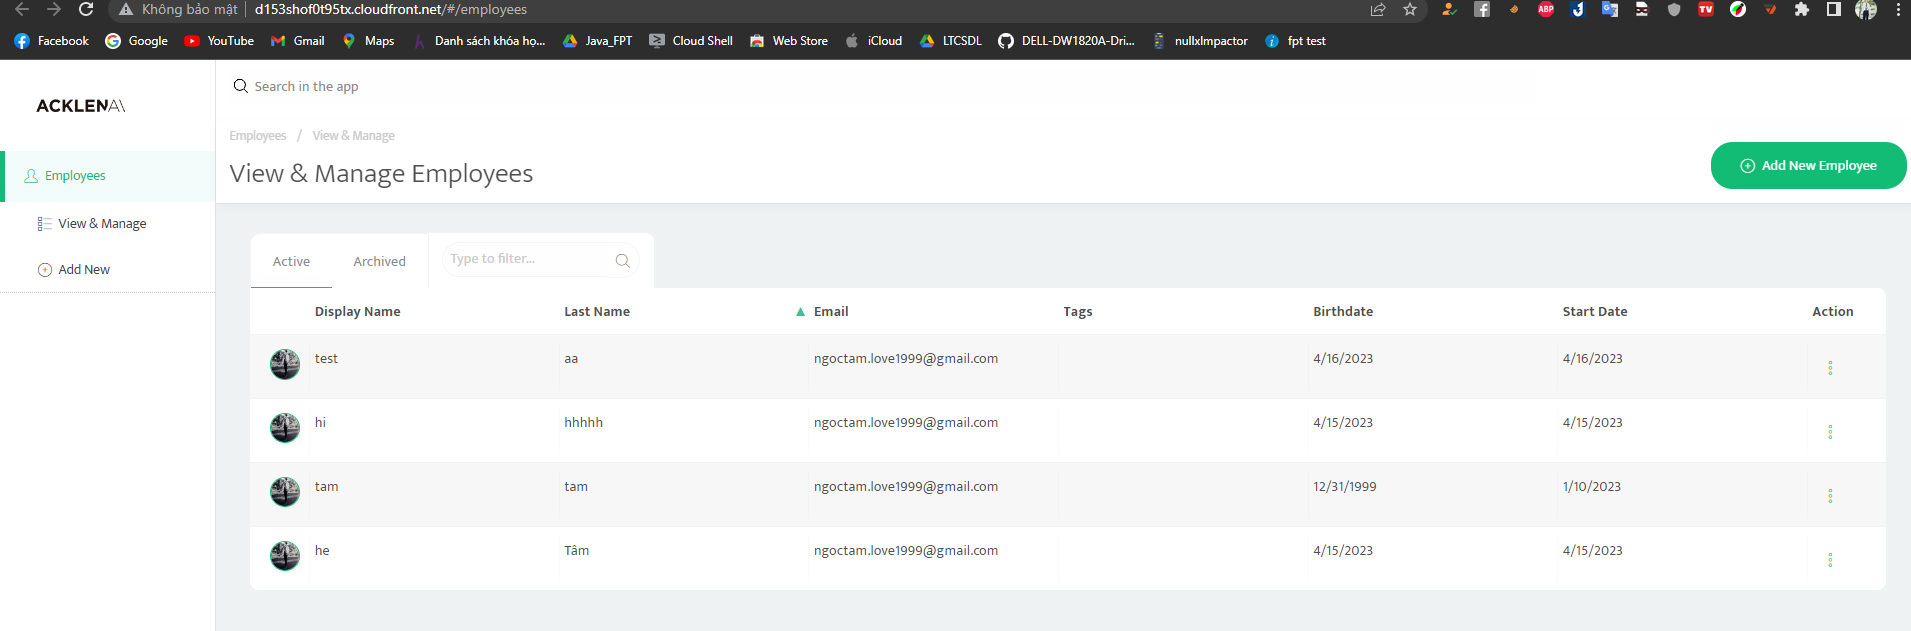 Không bảo mật | d153shof0t95tx.cloudfront.net/#/employees
Facebook Google YouTube Gmail Maps Danh sách khóa họ... Java_FPT Cloud Shell Web Store iCloud LTCSDL DELL-DW1820A-Dri... nullxImpactor fpt test
Search in the app
ACKLENAV
Employees / View & Manage
View & Manage Employees
Add New Employee
Employees
View & Manage
Add New
Active Archived Type to filter...
Display Name Last Name Email Tags Birthdate Start Date Action
test aa ngoctam.love1999@gmail.com 4/16/2023 4/16/2023
hi hhhhh ngoctam.love1999@gmail.com 4/15/2023 4/15/2023
tam tam ngoctam.love1999@gmail.com 12/31/1999 1/10/2023
he Tâm ngoctam.love1999@gmail.com 4/15/2023 4/15/2023